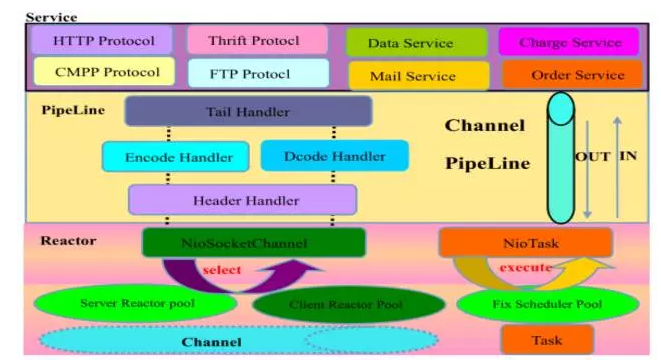 Service
HTTP Protocol
Thrift Protocl
Data Service
Charge Service
CMPP Protocol
FTP Protocl
Mail Service
Order Service
PipeLine
Tail Handler
Channel
PipeLine
Encode Handler
Dcode Handler
OUT
IN
Header Handler
Reactor
NioSocketChannel
NioTask
select
execute
Server Reactor pool
Client Reactor Pool
Fix Scheduler Pool
Channel
Task